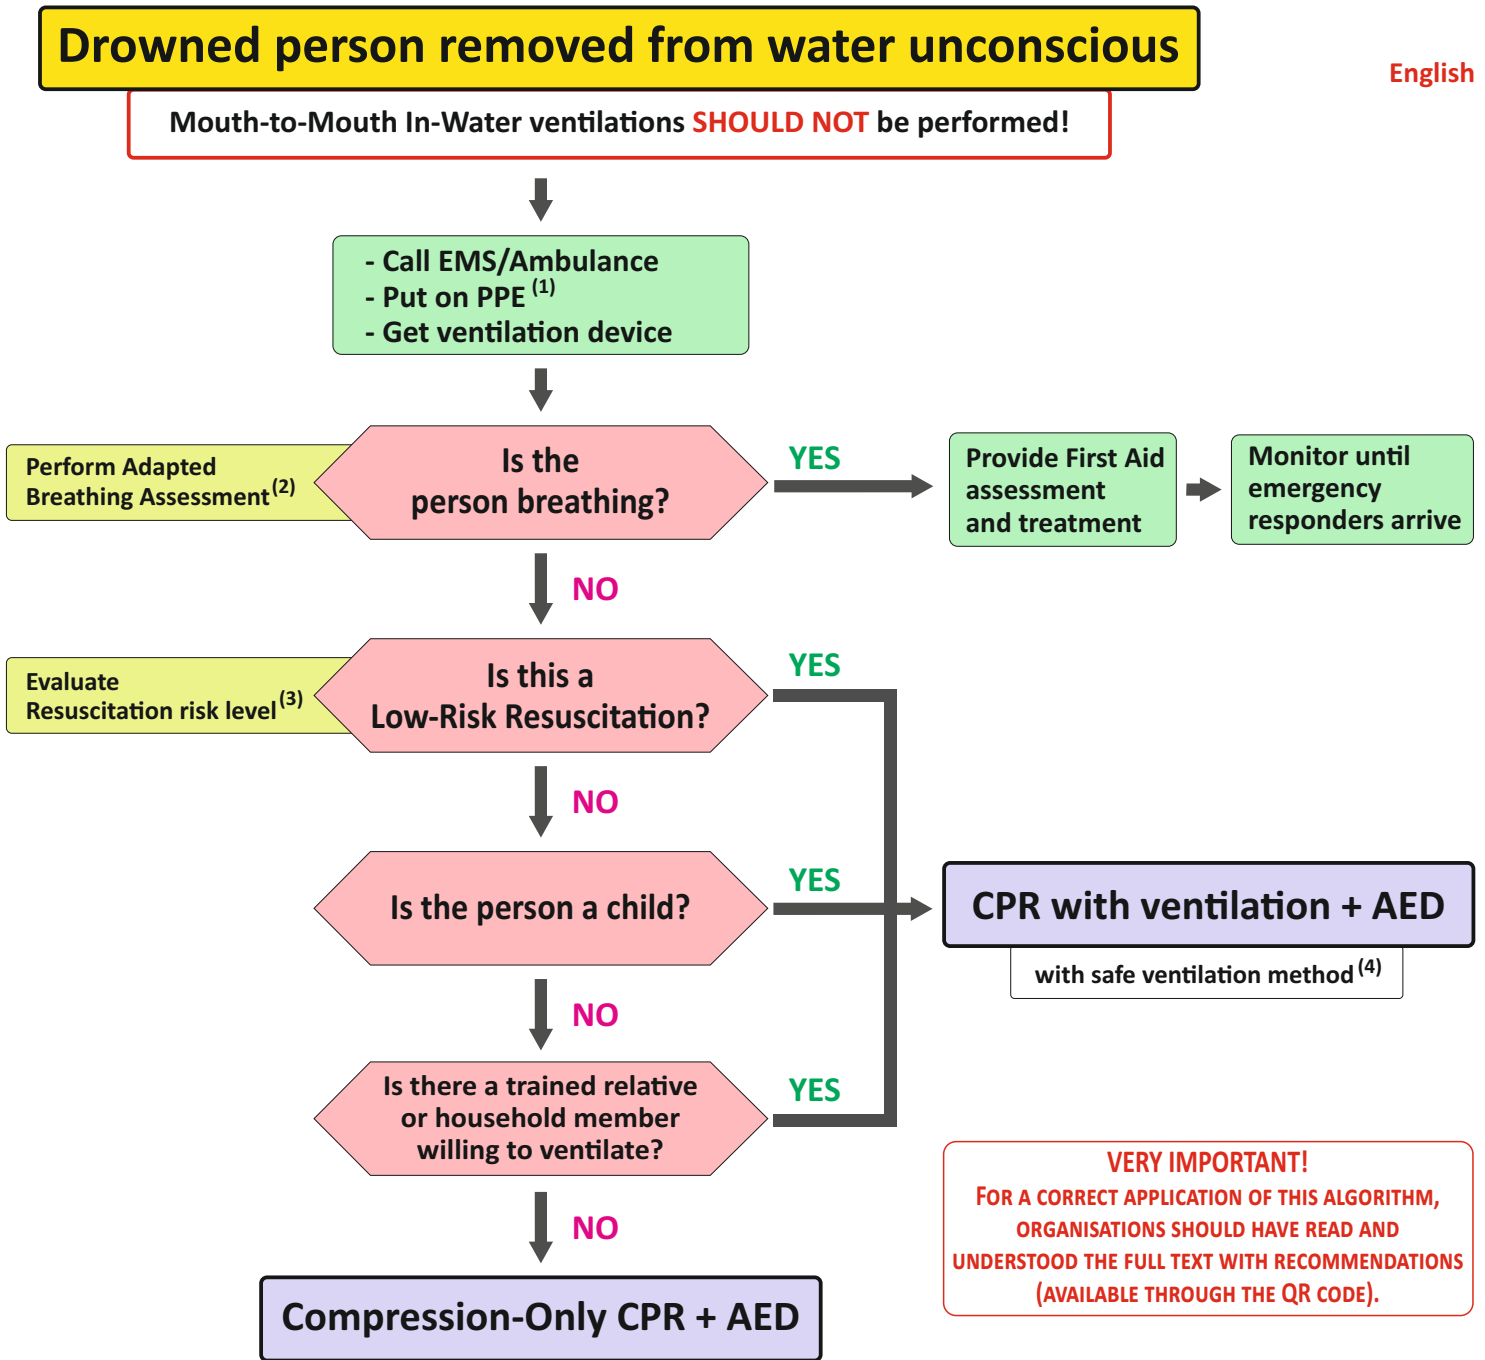 Drowned person removed from water unconscious
English
Mouth-to-Mouth In-Water ventilations SHOULD NOT be performed!
- Call EMS/Ambulance
- Put on PPE (1)
- Get ventilation device
Perform Adapted
Breathing Assessment (2)
Is the
person breathing?
YES
Provide First Aid
assessment
and treatment
Monitor until
emergency
responders arrive
NO
Evaluate
Resuscitation risk level (3)
Is this a
Low-Risk Resuscitation?
YES
NO
Is the person a child?
YES
CPR with ventilation + AED
with safe ventilation method (4)
NO
Is there a trained relative
or household member
willing to ventilate?
YES
NO
Compression-Only CPR + AED
VERY IMPORTANT!
FOR A CORRECT APPLICATION OF THIS ALGORITHM,
ORGANISATIONS SHOULD HAVE READ AND
UNDERSTOOD THE FULL TEXT WITH RECOMMENDATIONS
(AVAILABLE THROUGH THE QR CODE).